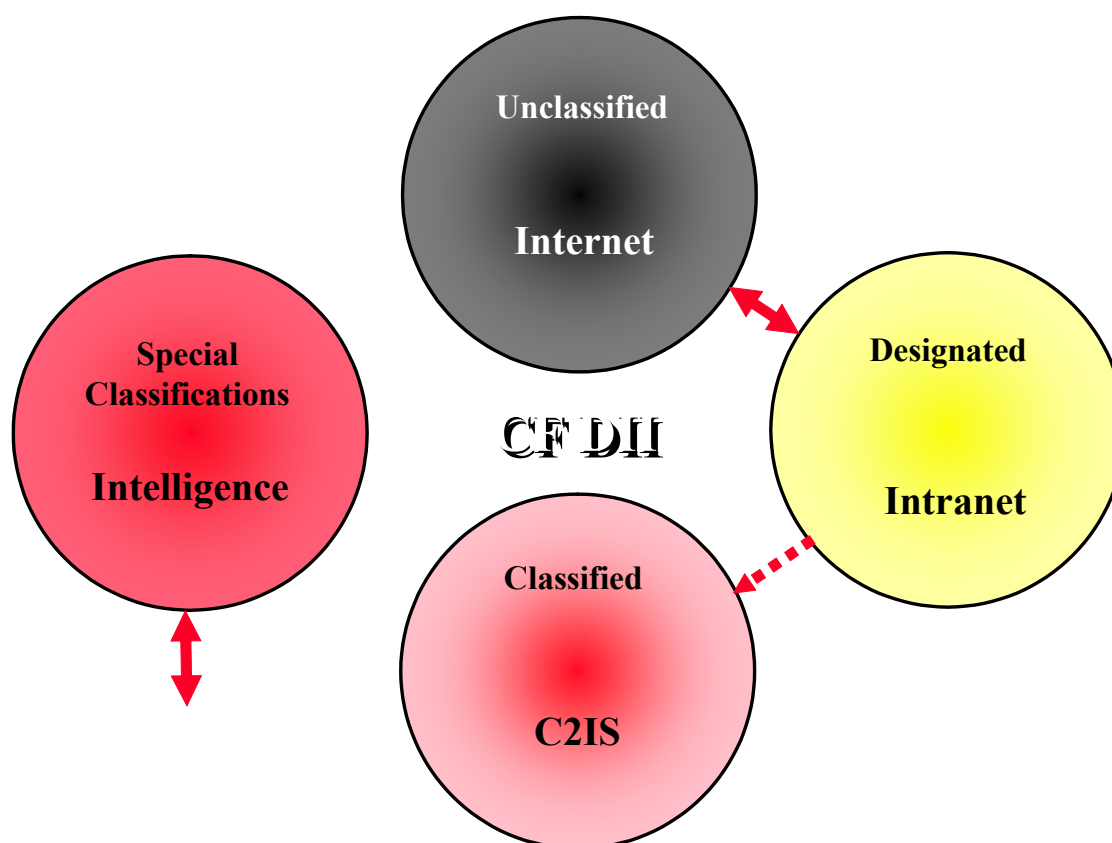 Unclassified
Internet
Special
Classifications
Intelligence
Designated
Intranet
CF DII
Classified
C2IS